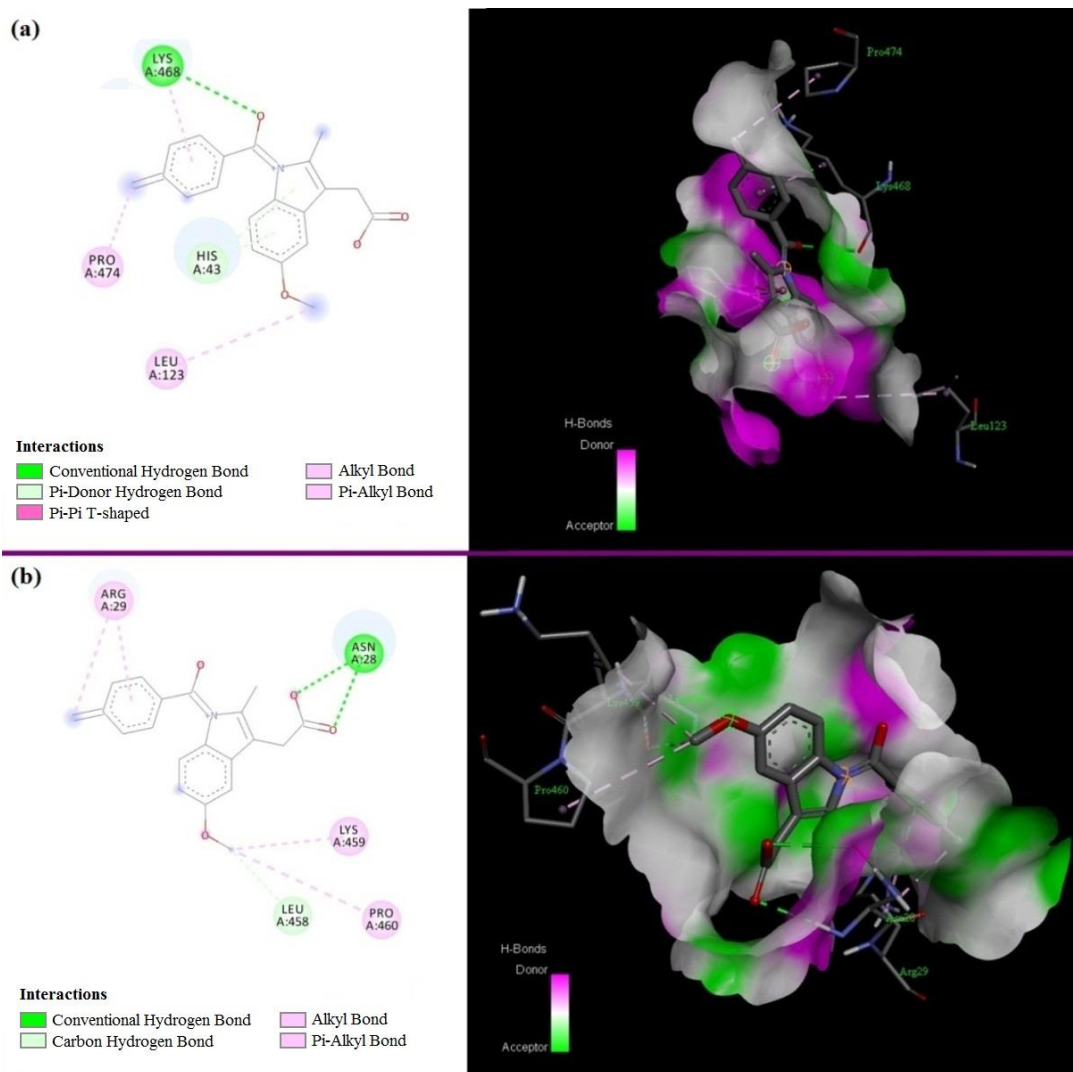 (a)
LYS
A:468
PRO
A:474
HIS
A:43
LEU
A:123
O
N
O
O
O
Interactions
Conventional Hydrogen Bond
Pi-Donor Hydrogen Bond
Pi-Pi T-shaped
Alkyl Bond
Pi-Alkyl Bond
Pro474
Lys468
Leu123
H-Bonds
Donor
Acceptor
(b)
ARG
A:29
ASN
A:28
LYS
A:459
LEU
A:458
PRO
A:460
O
N
O
O
O
Interactions
Conventional Hydrogen Bond
Carbon Hydrogen Bond
Alkyl Bond
Pi-Alkyl Bond
Pro460
Arg29
H-Bonds
Donor
Acceptor